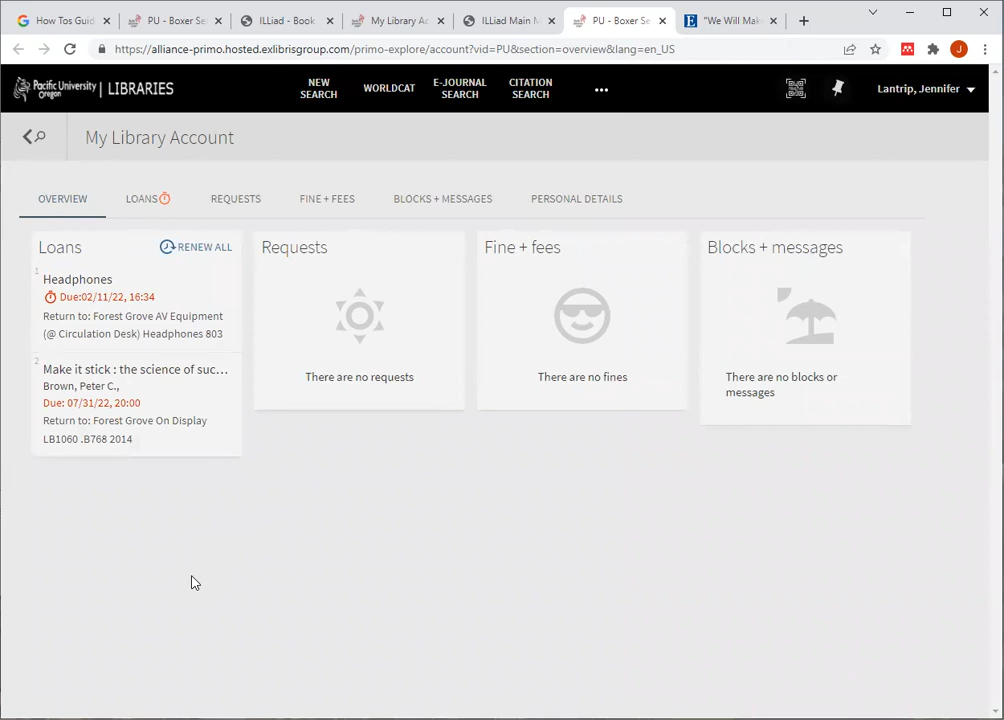 How Tos Guid
PU - Boxer Se
ILLiad - Book
My Library Ac
ILLiad Main M
PU - Boxer Se
"We Will Mak
https://alliance-primo.hosted.exlibrisgroup.com/primo-explore/account?vid=PU&section=overview&lang=en_US
J
Pacific University
Oregon
LIBRARIES
NEW
SEARCH
WORLDCAT
E-JOURNAL
SEARCH
CITATION
SEARCH
Lantrip, Jennifer
My Library Account
OVERVIEW
LOANS
REQUESTS
FINE + FEES
BLOCKS + MESSAGES
PERSONAL DETAILS
Loans
RENEW ALL
1
Headphones
Due:02/11/22, 16:34
Return to: Forest Grove AV Equipment
(@ Circulation Desk) Headphones 803
2
Make it stick : the science of suc...
Brown, Peter C.,
Due: 07/31/22, 20:00
Return to: Forest Grove On Display
LB1060 .B768 2014
Requests
There are no requests
Fine + fees
There are no fines
Blocks + messages
There are no blocks or
messages